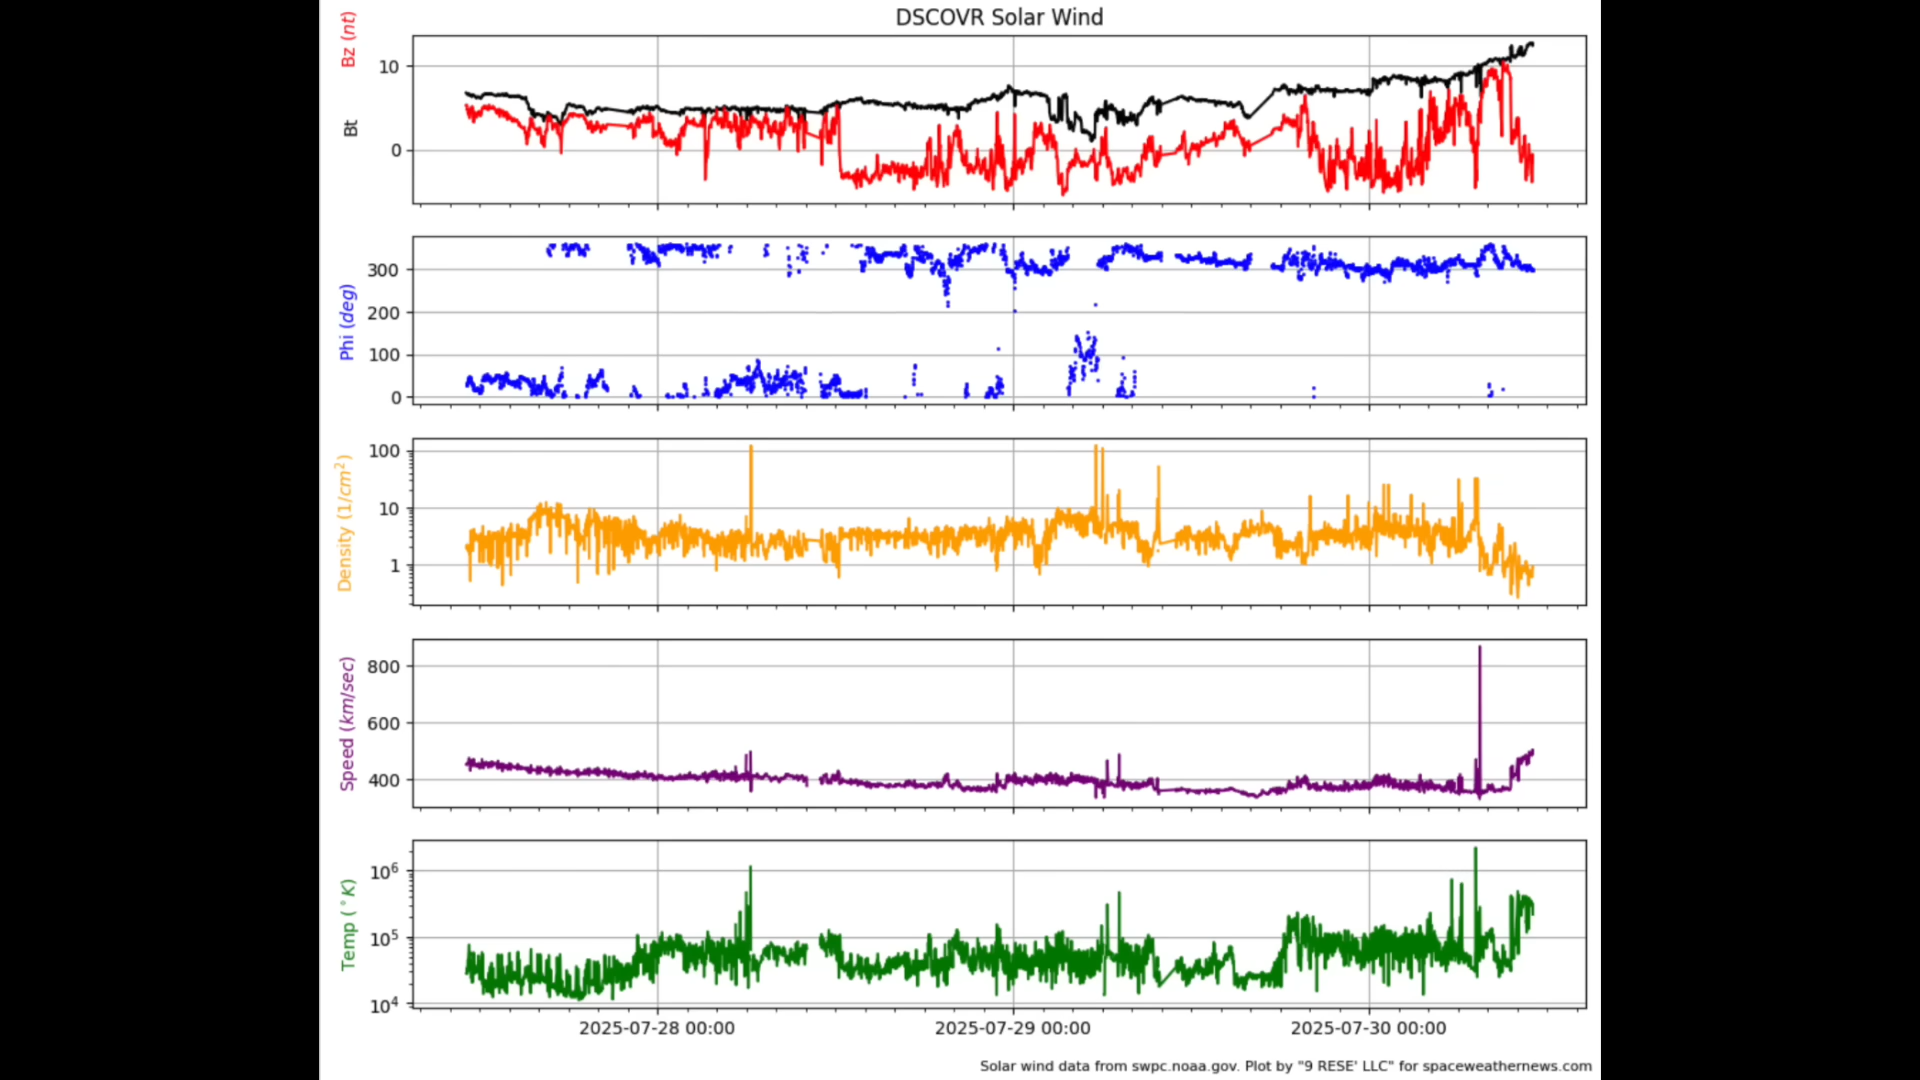 DSCOVR Solar Wind
Bz (nt)
Bt
10
0
Phi (deg)
300
200
100
0
Density (1/cm²)
100
10
1
Speed (km/sec)
800
600
400
Temp (°K)
10⁶
10⁵
10⁴
2025-07-28 00:00 2025-07-29 00:00 2025-07-30 00:00
Solar wind data from swpc.noaa.gov. Plot by "9 RESE' LLC" for spaceweathernews.com